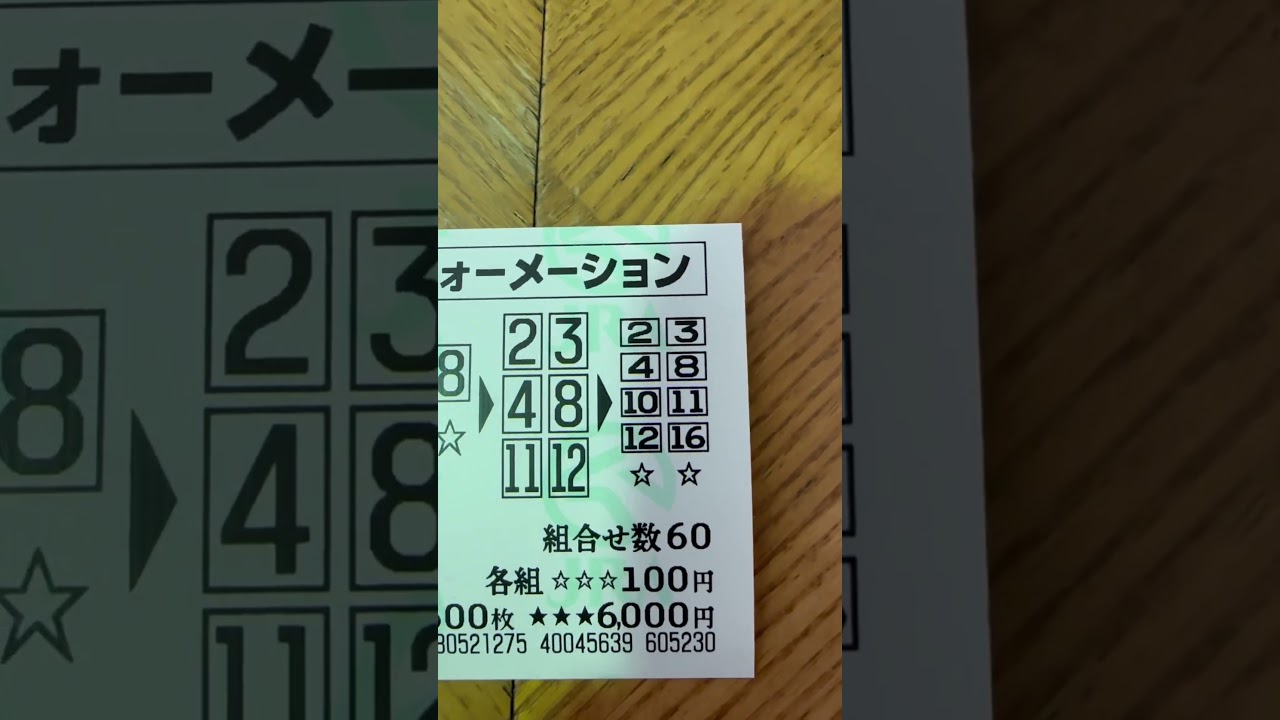 ォーメーション
2 3 2 3
8 4 8 4 8
10 11
☆ 11 12 12 16
☆ ☆
組合せ数60
各組 ☆☆☆100円
00枚 ★★★6,000円
0521275 40045639 605230